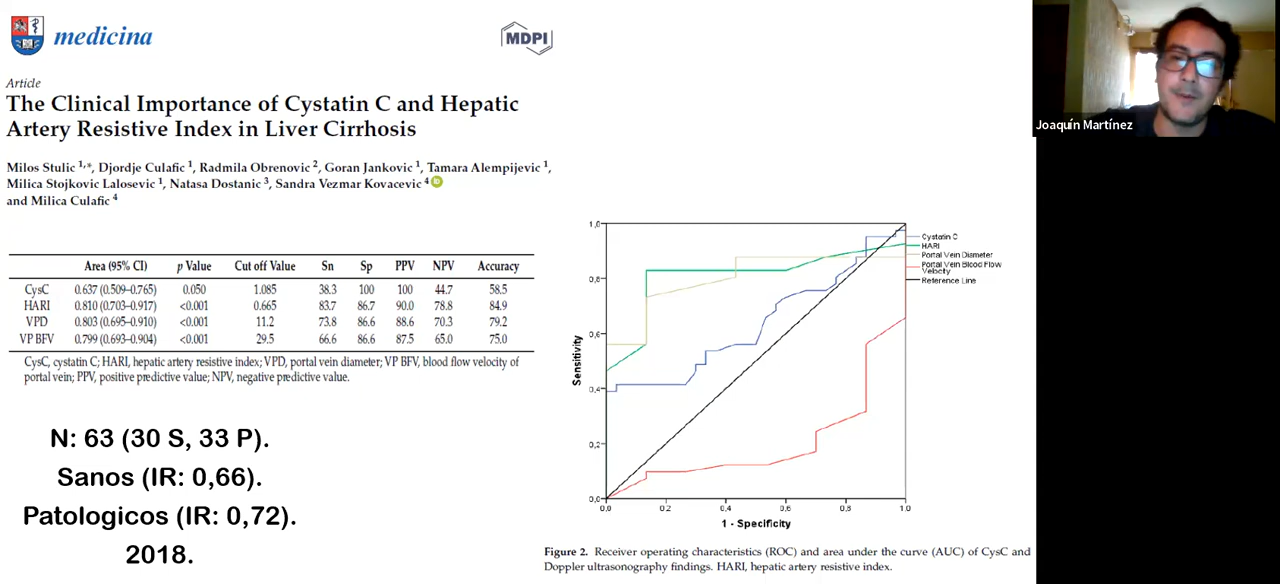 medicina
MDPI
Article
The Clinical Importance of Cystatin C and Hepatic
Artery Resistive Index in Liver Cirrhosis
Milos Stulic 1,*, Djordje Culafic 1, Radmila Obrenovic 2, Goran Jankovic 1, Tamara Alempijevic 1,
Milica Stojkovic Lalosevic 1, Natasa Dostanic 3, Sandra Vezmar Kovacevic 4 iD
and Milica Culafic 4
Area (95% CI) p Value Cut off Value Sn Sp PPV NPV Accuracy
CysC 0.637 (0.509–0.765) 0.050 1.085 38.3 100 100 44.7 58.5
HARI 0.810 (0.703–0.917) <0.001 0.665 83.7 86.7 90.0 78.8 84.9
VPD 0.803 (0.695–0.910) <0.001 11.2 73.8 86.6 88.6 70.3 79.2
VP BFV 0.799 (0.693–0.904) <0.001 29.5 66.6 86.6 87.5 65.0 75.0
CysC, cystatin C; HARI, hepatic artery resistive index; VPD, portal vein diameter; VP BFV, blood flow velocity of
portal vein; PPV, positive predictive value; NPV, negative predictive value.
N: 63 (30 S, 33 P).
Sanos (IR: 0,66).
Patologicos (IR: 0,72).
2018.
1,0
0,8
0,6
0,4
0,2
0,0
Sensitivity
0,0 0,2 0,4 0,6 0,8 1,0
1 - Specificity
Cystatin C
HARI
Portal Vein Diameter
Portal Vein Blood Flow
Velocity
Reference Line
Figure 2. Receiver operating characteristics (ROC) and area under the curve (AUC) of CysC and
Doppler ultrasonography findings. HARI, hepatic artery resistive index.
Joaquín Martínez